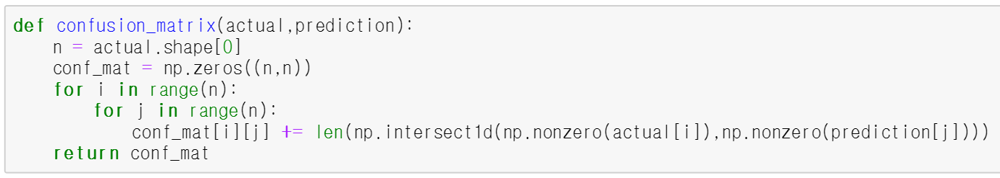 def confusion_matrix(actual,prediction):
    n = actual.shape[0]
    conf_mat = np.zeros((n,n))
    for i in range(n):
        for j in range(n):
            conf_mat[i][j] += len(np.intersect1d(np.nonzero(actual[i]),np.nonzero(prediction[j])))
    return conf_mat